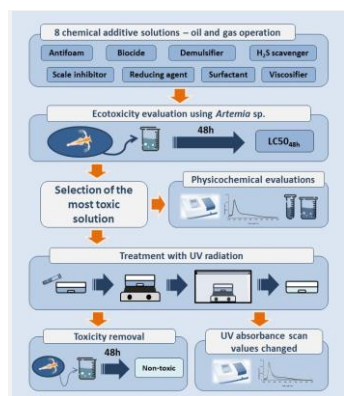 8 chemical additive solutions – oil and gas operation
Antifoam Biocide Demulsifier H₂S scavenger
Scale inhibitor Reducing agent Surfactant Viscosifier
Ecotoxicity evaluation using Artemia sp.
48h
LC50₄₈ₕ
Selection of the
most toxic
solution
Physicochemical evaluations
Treatment with UV radiation
Toxicity removal
48h
Non-toxic
UV absorbance scan
values changed